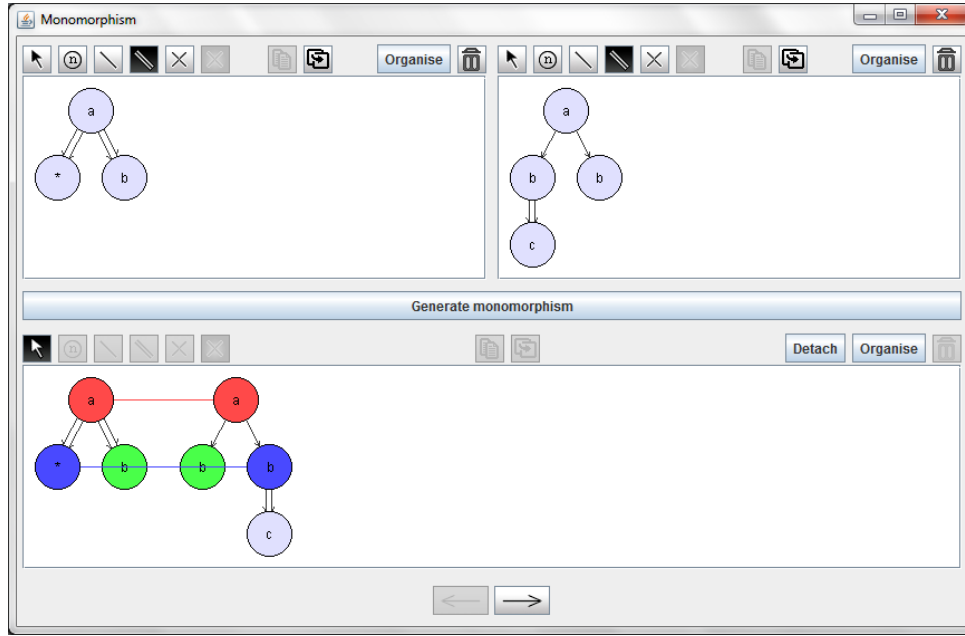 Monomorphism
n Organise n Organise
a a
* b b b
c
Generate monomorphism
n Detach Organise
a a
* b b b
c